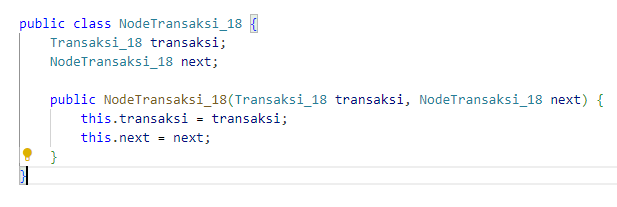 public class NodeTransaksi_18 {
    Transaksi_18 transaksi;
    NodeTransaksi_18 next;
    public NodeTransaksi_18(Transaksi_18 transaksi, NodeTransaksi_18 next) {
        this.transaksi = transaksi;
        this.next = next;
    }
}